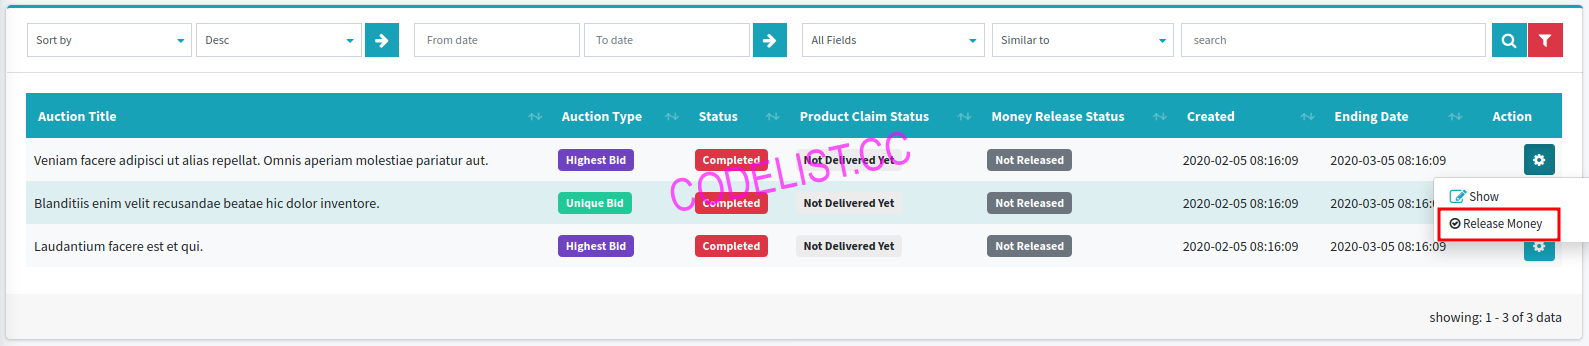 Sort by Desc From date To date All Fields Similar to search
Auction Title Auction Type Status Product Claim Status Money Release Status Created Ending Date Action
Veniam facere adipisci ut alias repellat. Omnis aperiam molestiae pariatur aut. Highest Bid Completed Not Delivered Yet Not Released 2020-02-05 08:16:09 2020-03-05 08:16:09
CODELIST.CC
Show
Blanditiis enim velit recusandae beatae hic dolor inventore. Unique Bid Completed Not Delivered Yet Not Released 2020-02-05 08:16:09 2020-03-05 08:16:
Release Money
Laudantium facere est et qui. Highest Bid Completed Not Delivered Yet Not Released 2020-02-05 08:16:09 2020-03-05 08:16:09
showing: 1 - 3 of 3 data